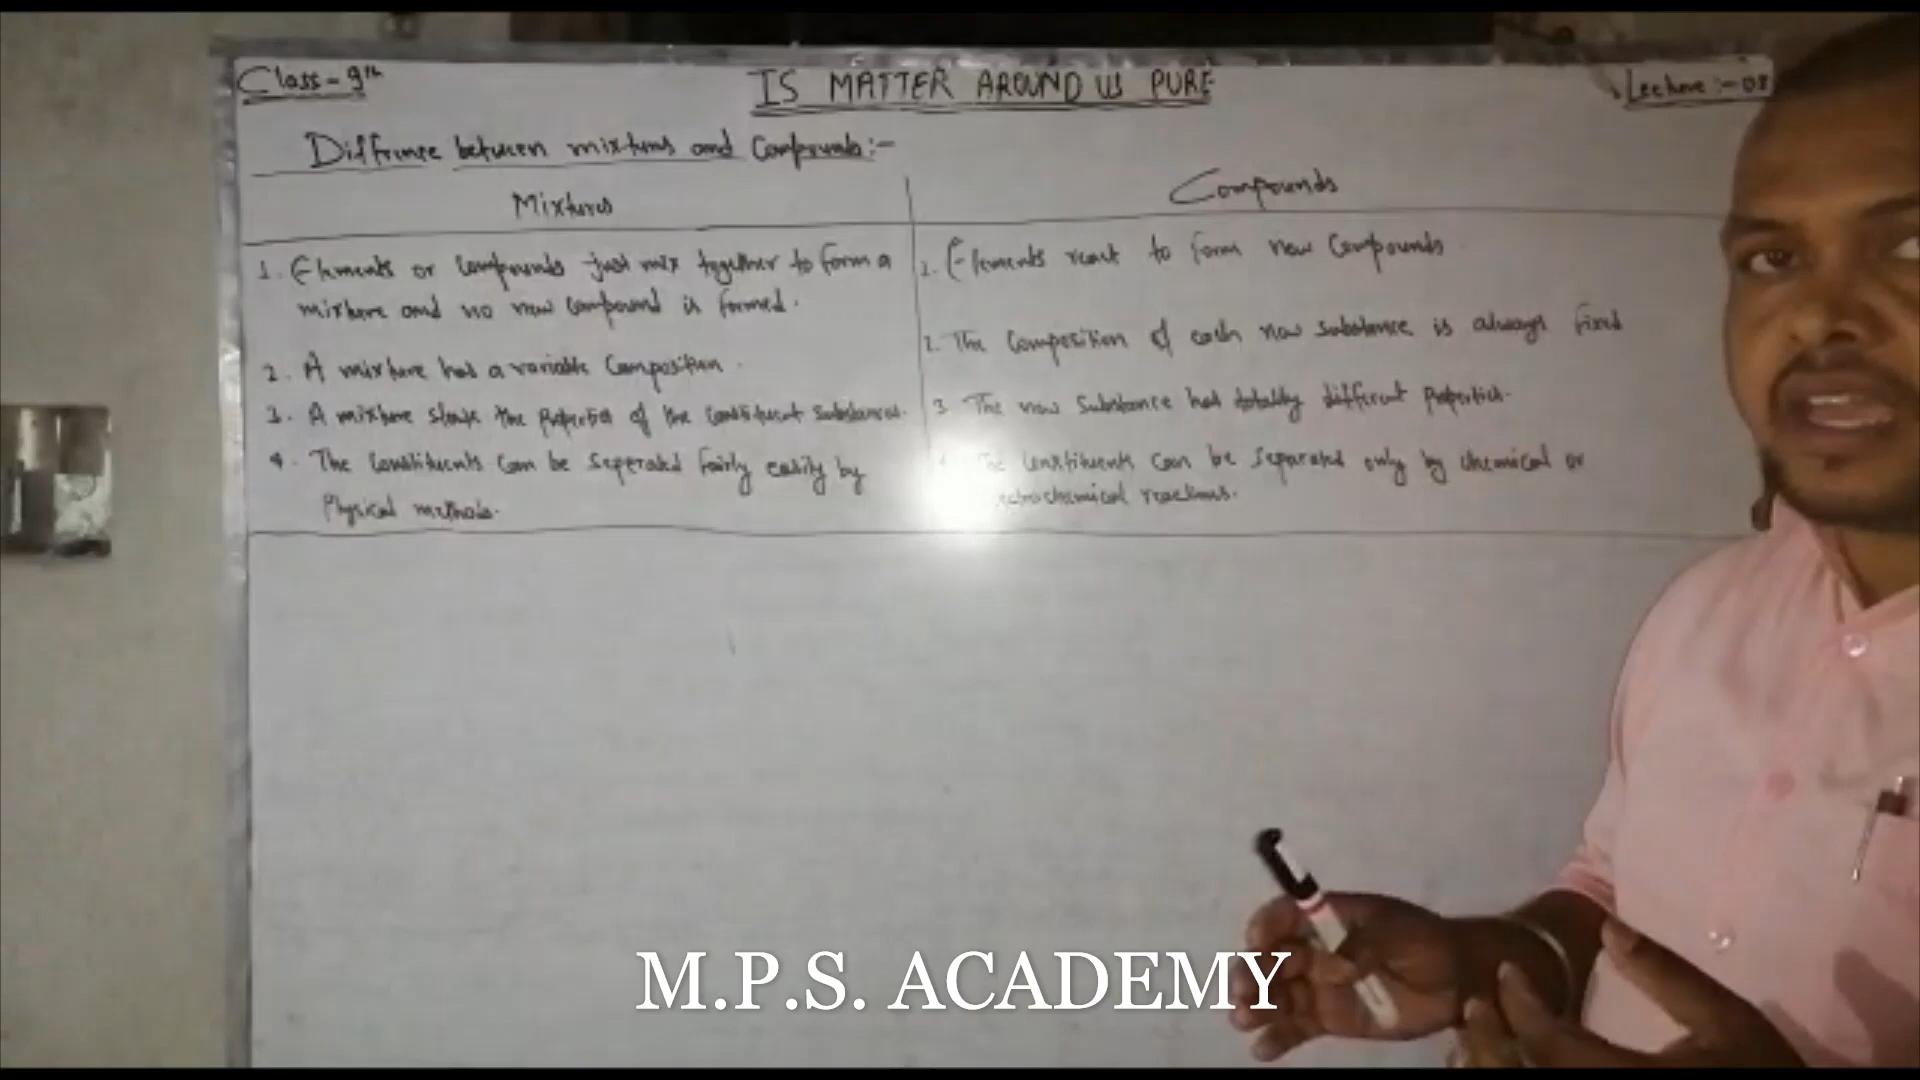 Class - 9th
IS MATTER AROUND US PURE
Lecture :- 08
Diffrence between mixtures and Compounds :-
Mixtures
Compounds
1. Elements or Compounds just mix together to form a
mixture and no new Compound is formed.
2. A mixture has a variable Composition.
3. A mixture shows the Properties of the Constituent substances.
4. The Constituents Can be Seperated fairly easily by
Physical methods.
1. Elements react to form new Compounds
2. The Composition of each new substance is always fixed
3. The new Substance has totally different Properties.
The Constituents Can be Separated only by chemical or
reactions.
M.P.S. ACADEMY